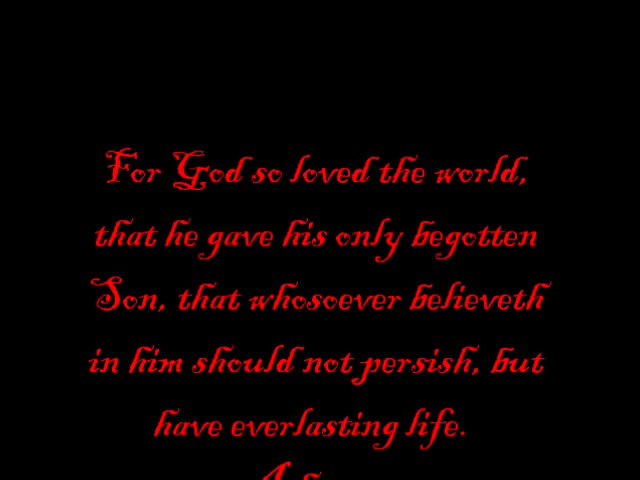 For God so loved the world,
that he gave his only begotten
Son, that whosoever believeth
in him should not persish, but
have everlasting life.